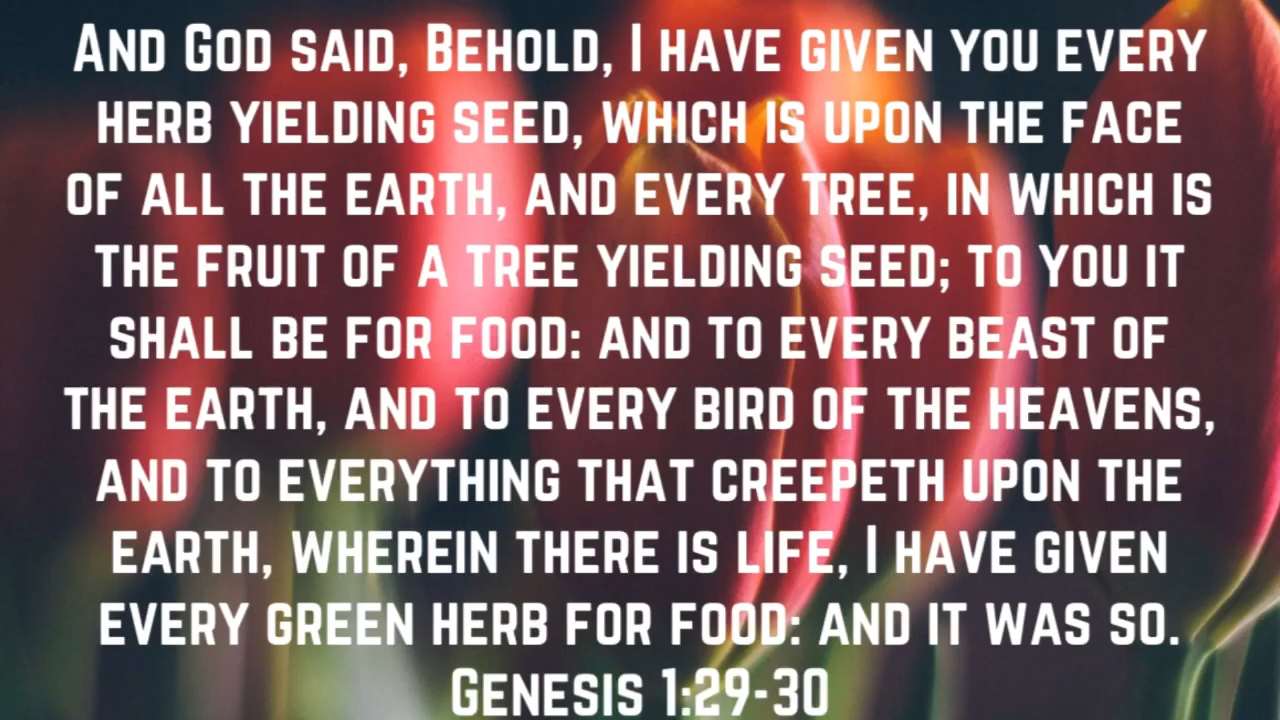 And God said, Behold, I have given you every
herb yielding seed, which is upon the face
of all the earth, and every tree, in which is
the fruit of a tree yielding seed; to you it
shall be for food: and to every beast of
the earth, and to every bird of the heavens,
and to everything that creepeth upon the
earth, wherein there is life, I have given
every green herb for food: and it was so.
Genesis 1:29-30